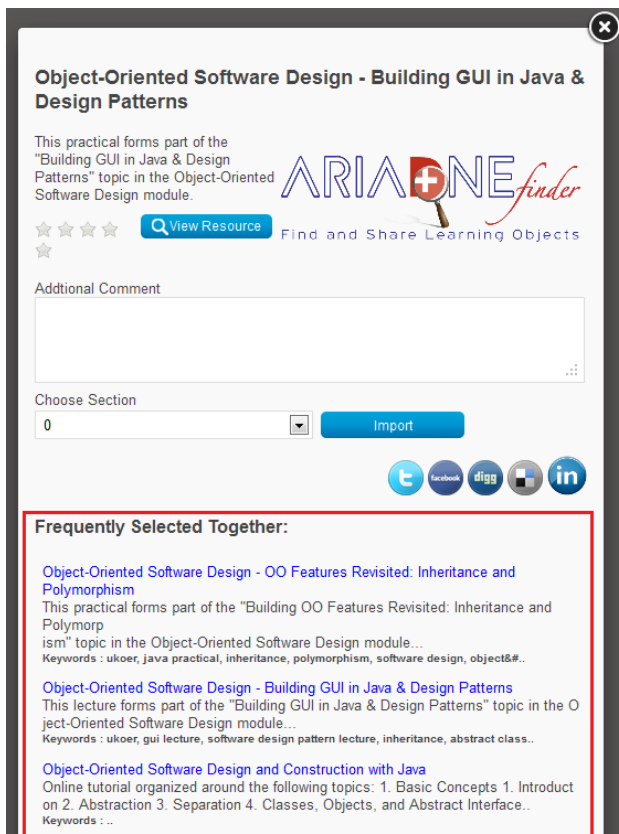 Object-Oriented Software Design - Building GUI in Java &
Design Patterns
This practical forms part of the
"Building GUI in Java & Design
Patterns" topic in the Object-Oriented
Software Design module.
ARIADNE finder
Find and Share Learning Objects
View Resource
Addtional Comment
Choose Section
0
Import
facebook
digg
in
Frequently Selected Together:
Object-Oriented Software Design - OO Features Revisited: Inheritance and
Polymorphism
This practical forms part of the "Building OO Features Revisited: Inheritance and
Polymorp
ism" topic in the Object-Oriented Software Design module...
Keywords : ukoer, java practical, inheritance, polymorphism, software design, object&#..
Object-Oriented Software Design - Building GUI in Java & Design Patterns
This lecture forms part of the "Building GUI in Java & Design Patterns" topic in the O
ject-Oriented Software Design module...
Keywords : ukoer, gui lecture, software design pattern lecture, inheritance, abstract class..
Object-Oriented Software Design and Construction with Java
Online tutorial organized around the following topics: 1. Basic Concepts 1. Introduct
on 2. Abstraction 3. Separation 4. Classes, Objects, and Abstract Interface..
Keywords : ..